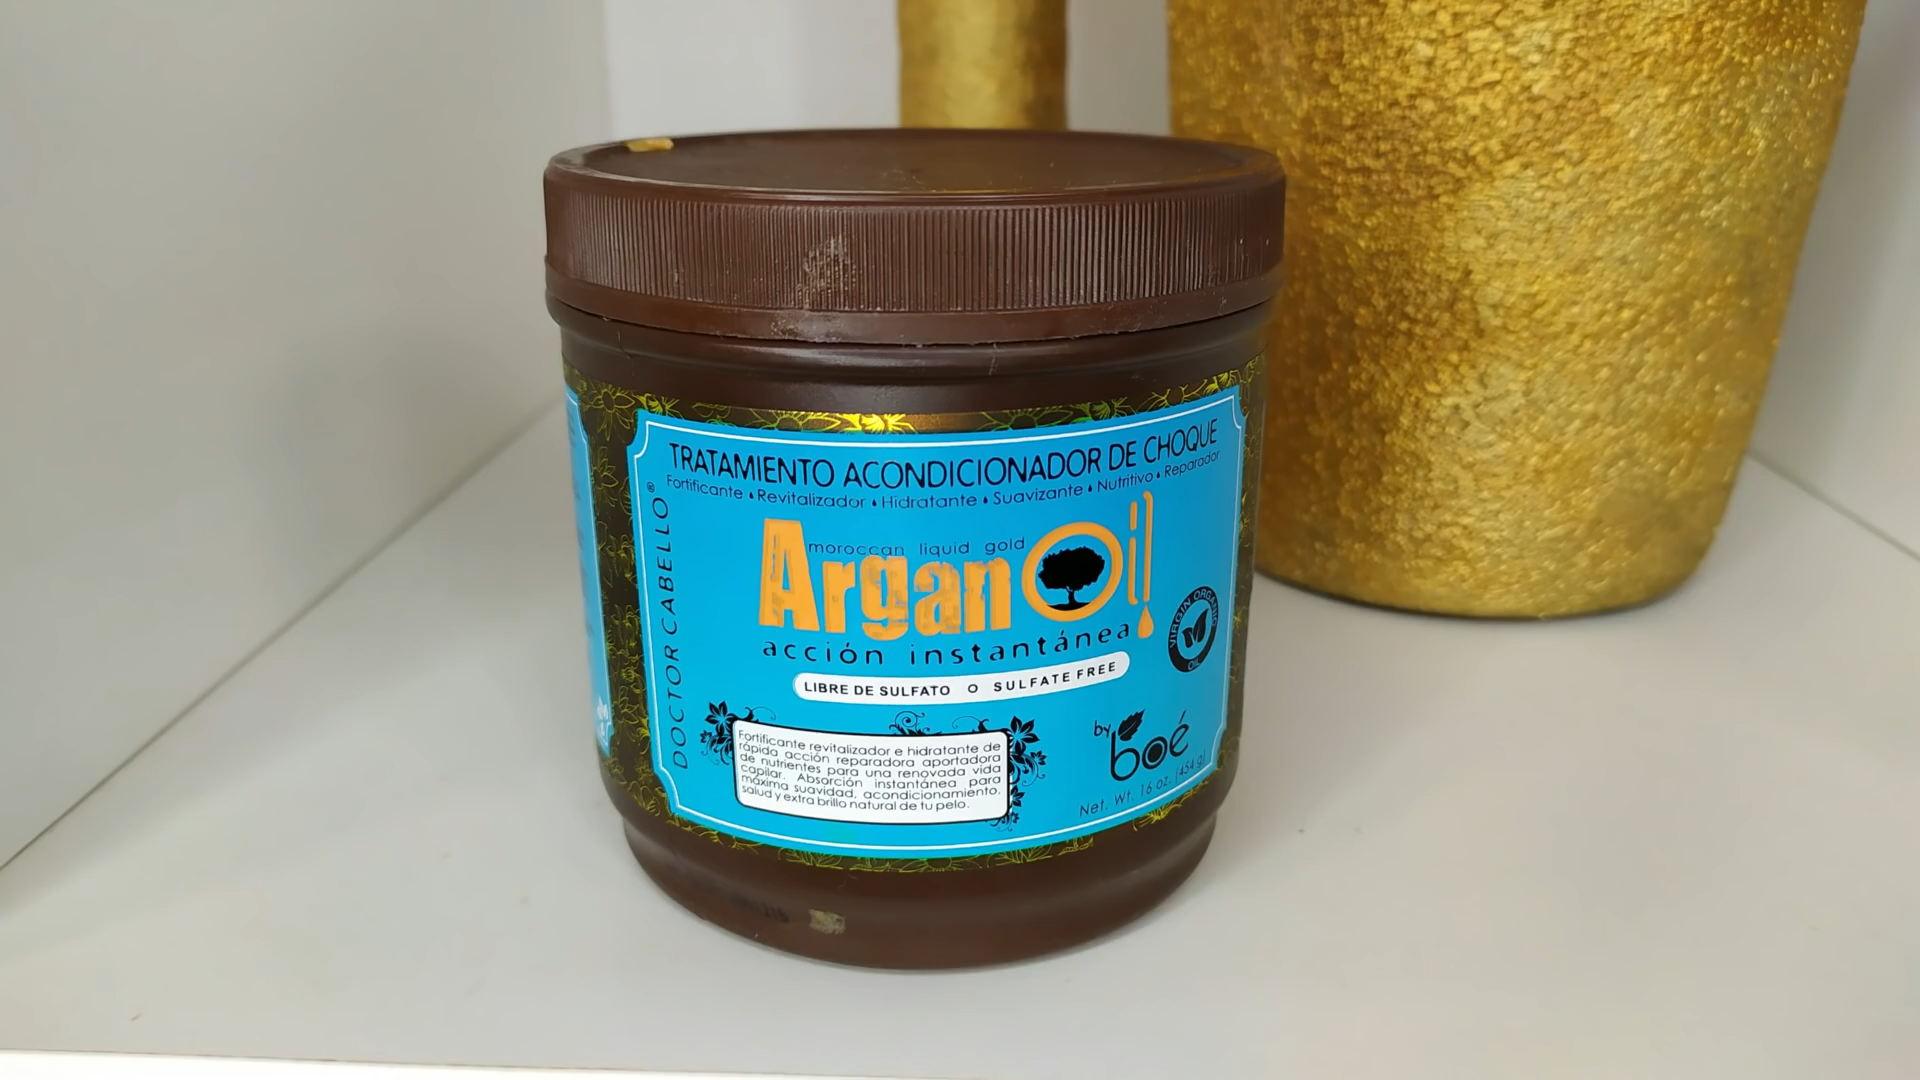 TRATAMIENTO ACONDICIONADOR DE CHOQUE
Fortificante • Revitalizador • Hidratante • Suavizante • Nutritivo • Reparador
DOCTOR CABELLO®
moroccan liquid gold
Argan Oil
acción instantánea
VIRGIN ORGANIC
OIL
LIBRE DE SULFATO O SULFATE FREE
Fortificante revitalizador e hidratante de
rápida acción reparadora aportadora
de nutrientes para una renovada vida
capilar. Absorción instantánea para
máxima suavidad, acondicionamiento,
salud y extra brillo natural de tu pelo.
by
boé
Net. Wt. 16 oz. (454 g)